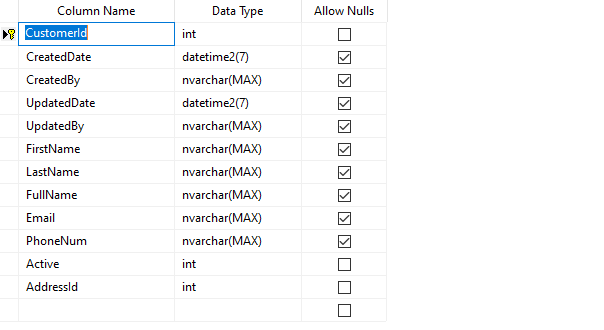 Column Name Data Type Allow Nulls
CustomerId int
CreatedDate datetime2(7)
CreatedBy nvarchar(MAX)
UpdatedDate datetime2(7)
UpdatedBy nvarchar(MAX)
FirstName nvarchar(MAX)
LastName nvarchar(MAX)
FullName nvarchar(MAX)
Email nvarchar(MAX)
PhoneNum nvarchar(MAX)
Active int
AddressId int